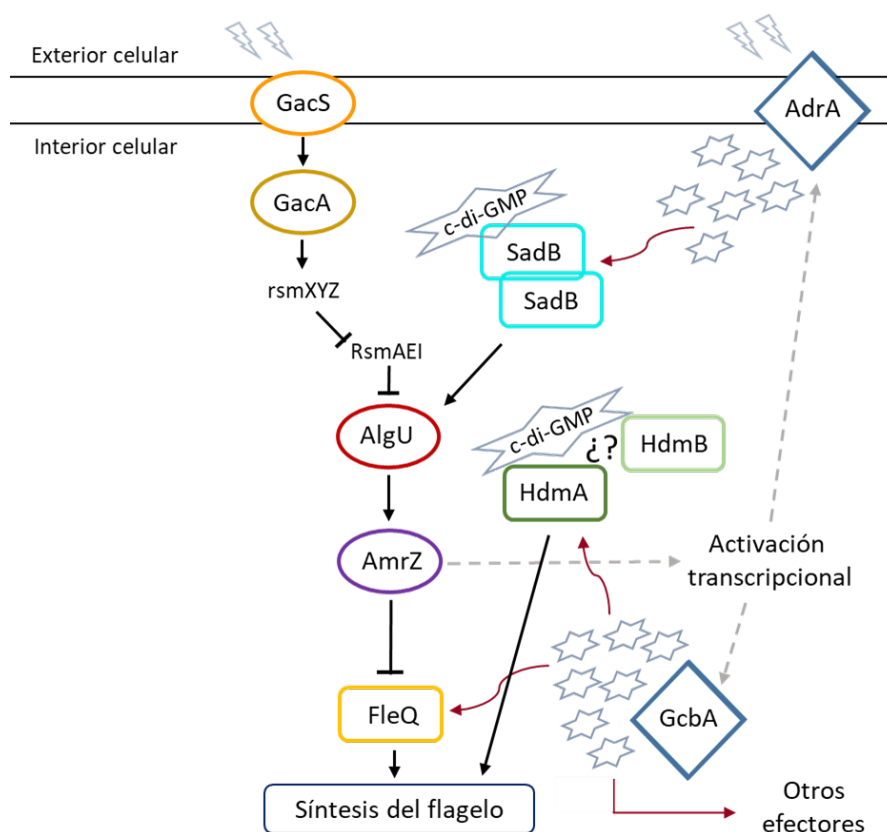 Exterior celular
GacS
AdrA
Interior celular
GacA
c-di-GMP
SadB
SadB
rsmXYZ
RsmAEI
AlgU
c-di-GMP
¿?
HdmB
HdmA
AmrZ
Activación
transcripcional
FleQ
GcbA
Síntesis del flagelo
Otros
efectores